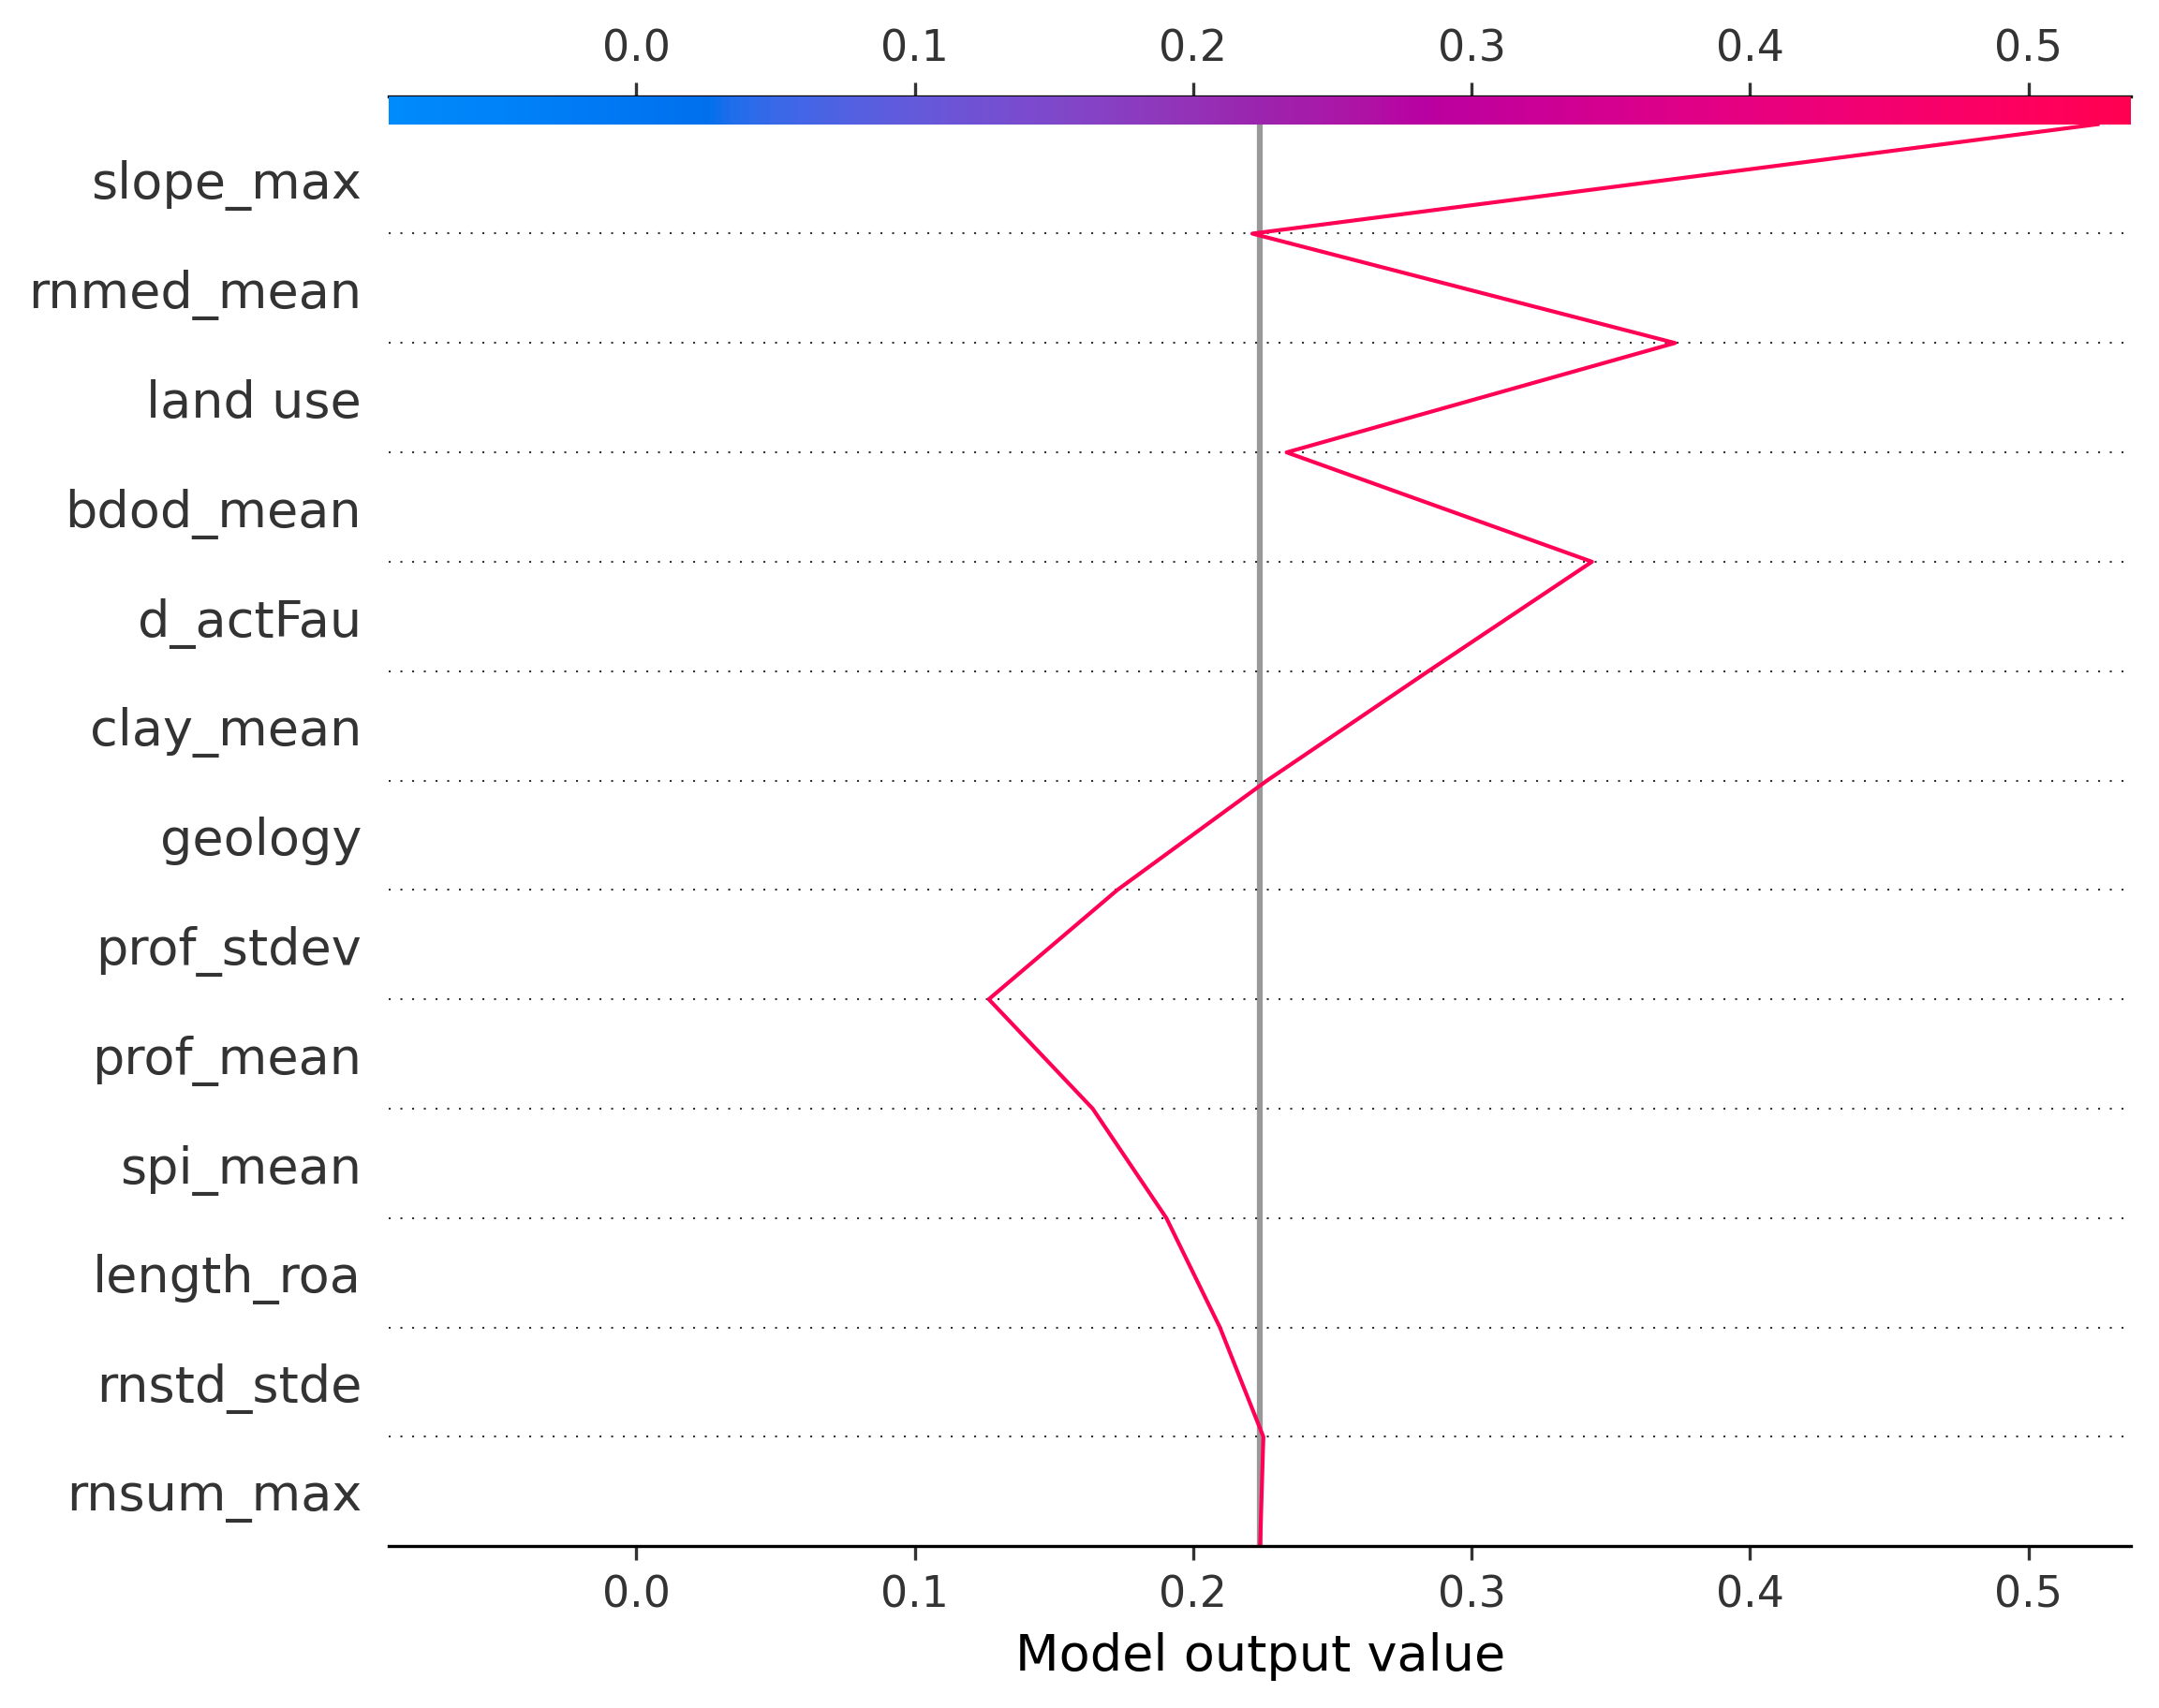 0.0 0.1 0.2 0.3 0.4 0.5
slope_max
rnmed_mean
land use
bdod_mean
d_actFau
clay_mean
geology
prof_stdev
prof_mean
spi_mean
length_roa
rnstd_stde
rnsum_max
0.0 0.1 0.2 0.3 0.4 0.5
Model output value